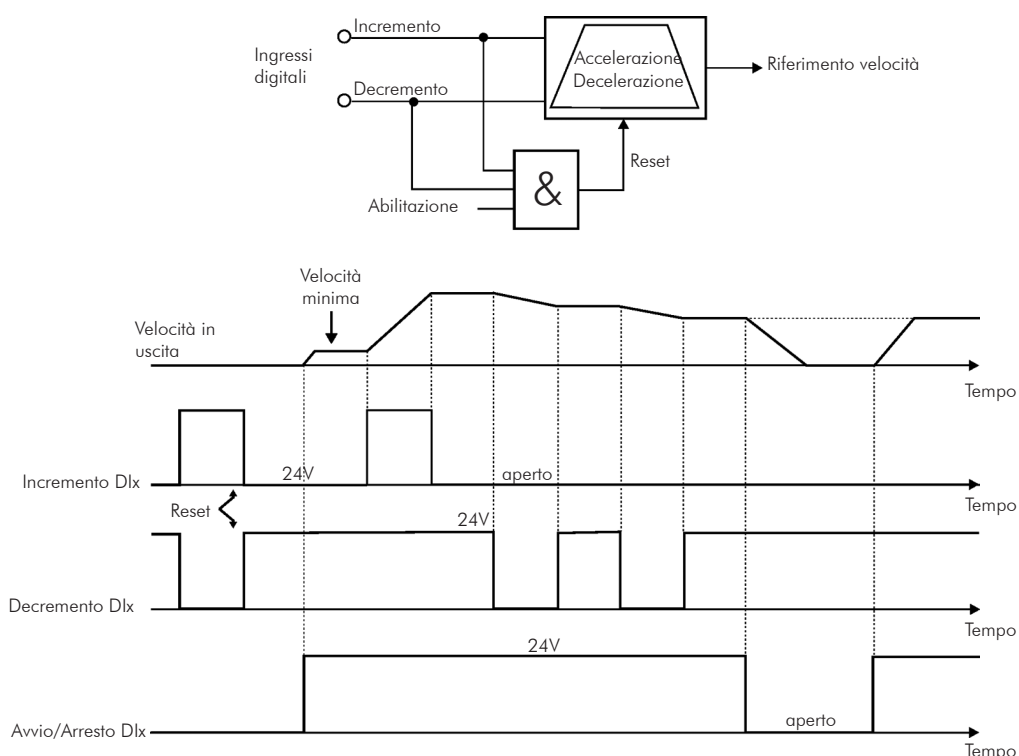 Incremento
Ingressi
digitali
Decremento
Accelerazione
Decelerazione
Riferimento velocità
Reset
&
Abilitazione
Velocità
minima
Velocità in
uscita
Tempo
24V
aperto
Incremento DIx
Tempo
Reset
24V
Decremento DIx
Tempo
24V
aperto
Avvio/Arresto DIx
Tempo